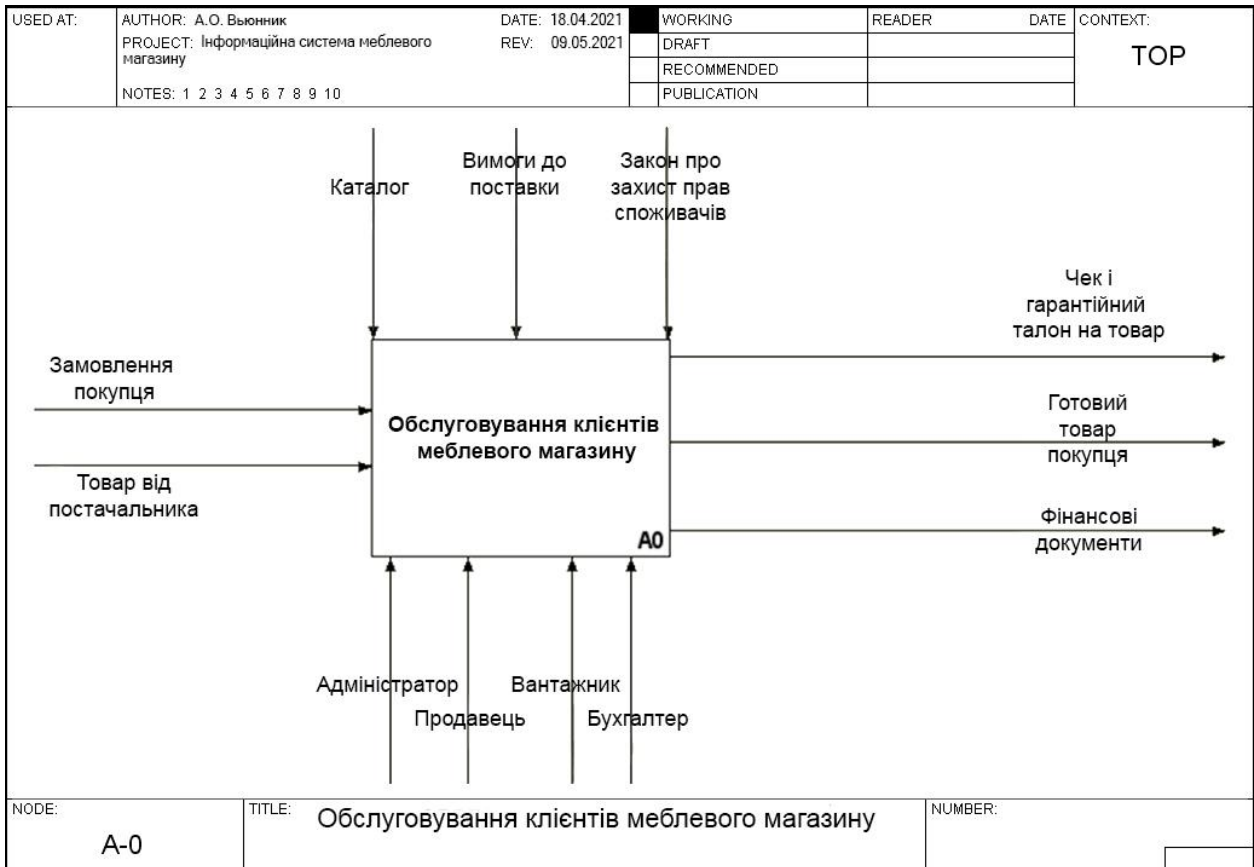 USED AT:
AUTHOR: А.О. Вьюнник
DATE: 18.04.2021
PROJECT: Інформаційна система меблевого
магазину
REV: 09.05.2021
NOTES: 1 2 3 4 5 6 7 8 9 10
WORKING
DRAFT
RECOMMENDED
PUBLICATION
READER
DATE
CONTEXT:
TOP
Каталог
Вимоги до
поставки
Закон про
захист прав
споживачів
Замовлення
покупця
Товар від
постачальника
Обслуговування клієнтів
меблевого магазину
A0
Чек і
гарантійний
талон на товар
Готовий
товар
покупця
Фінансові
документи
Адміністратор
Продавець
Вантажник
Бухгалтер
NODE:
A-0
TITLE:
Обслуговування клієнтів меблевого магазину
NUMBER: